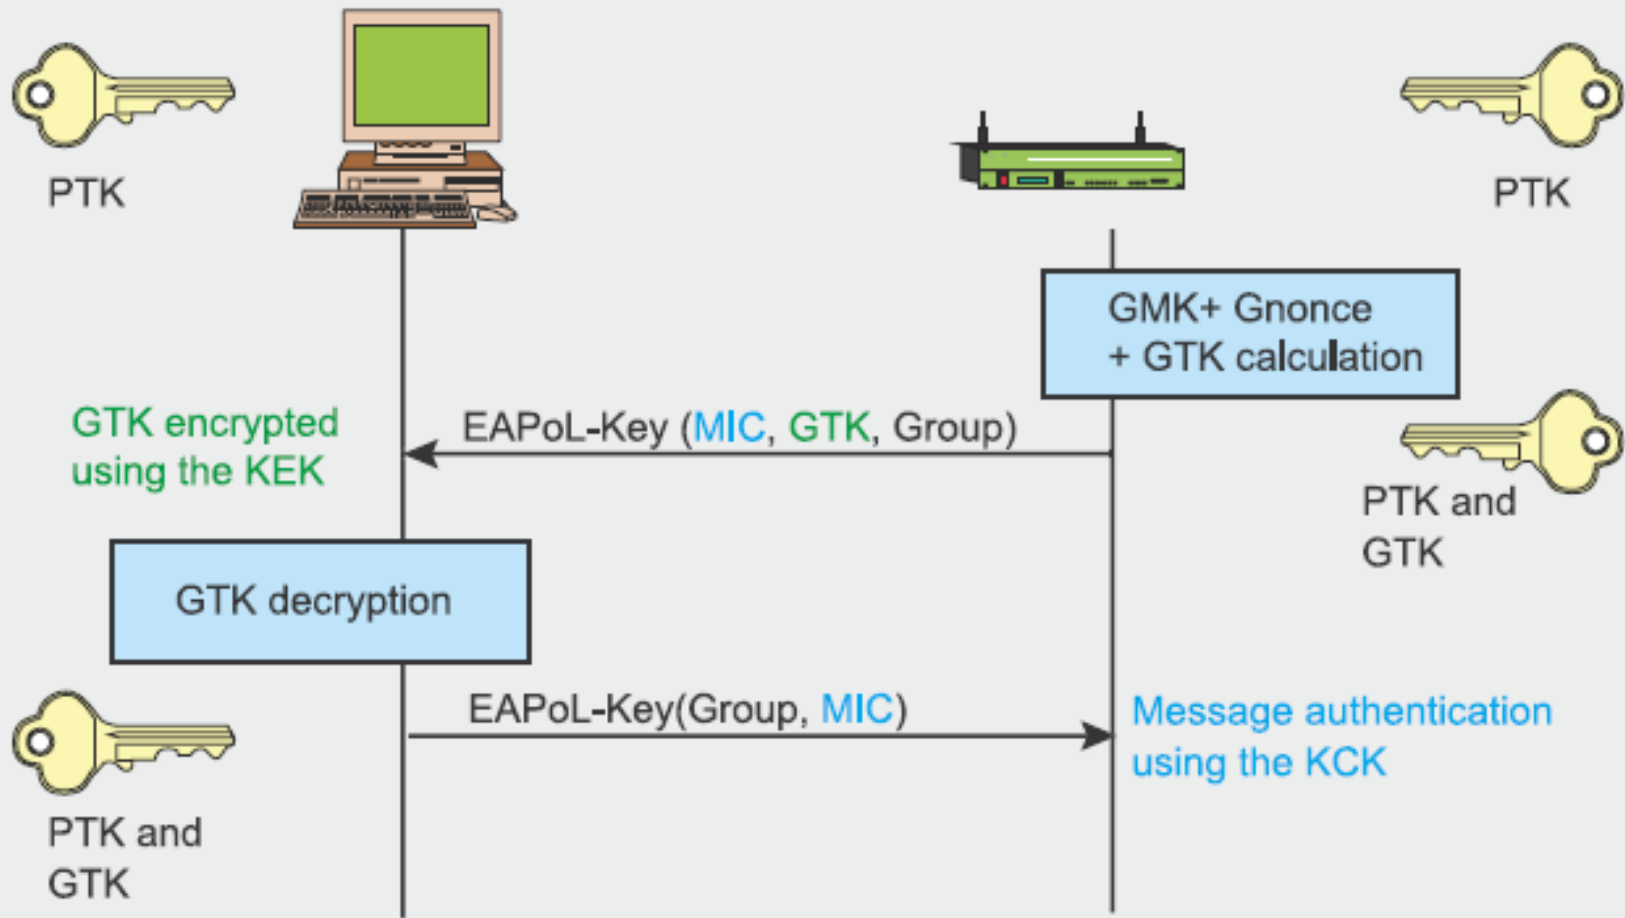 PTK
PTK
GMK+ Gnonce
+ GTK calculation
GTK encrypted
using the KEK
EAPoL-Key (MIC, GTK, Group)
PTK and
GTK
GTK decryption
EAPoL-Key(Group, MIC)
Message authentication
using the KCK
PTK and
GTK